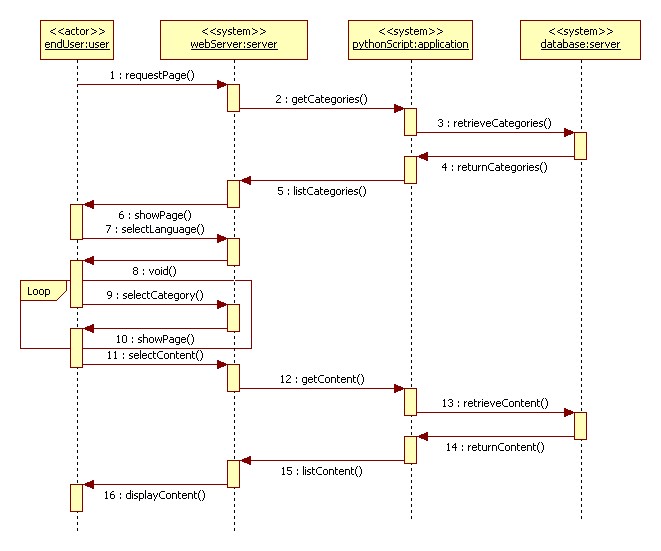 <<actor>>
endUser:user
<<system>>
webServer:server
<<system>>
pythonScript:application
<<system>>
database:server
1 : requestPage()
2 : getCategories()
3 : retrieveCategories()
4 : returnCategories()
5 : listCategories()
6 : showPage()
7 : selectLanguage()
8 : void()
Loop
9 : selectCategory()
10 : showPage()
11 : selectContent()
12 : getContent()
13 : retrieveContent()
14 : returnContent()
15 : listContent()
16 : displayContent()